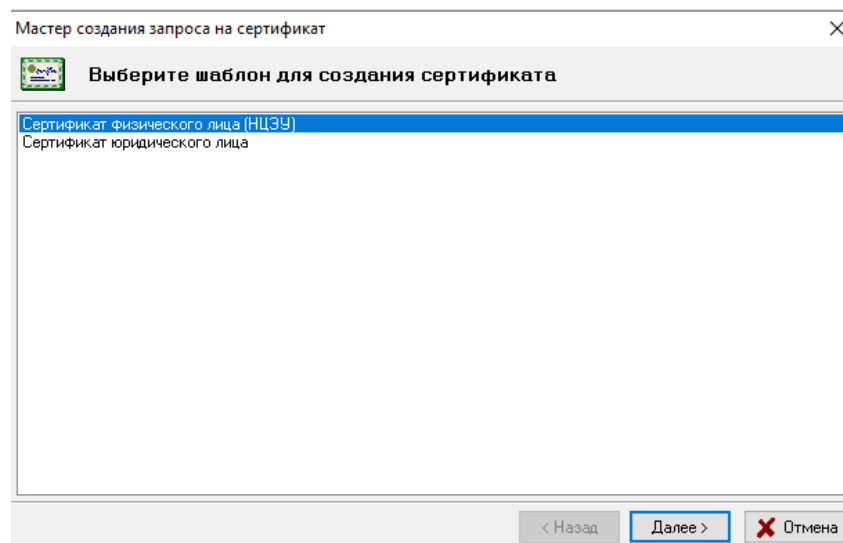 Мастер создания запроса на сертификат
Выберите шаблон для создания сертификата
Сертификат физического лица (НЦЭУ)
Сертификат юридического лица
< Назад
Далее >
Отмена